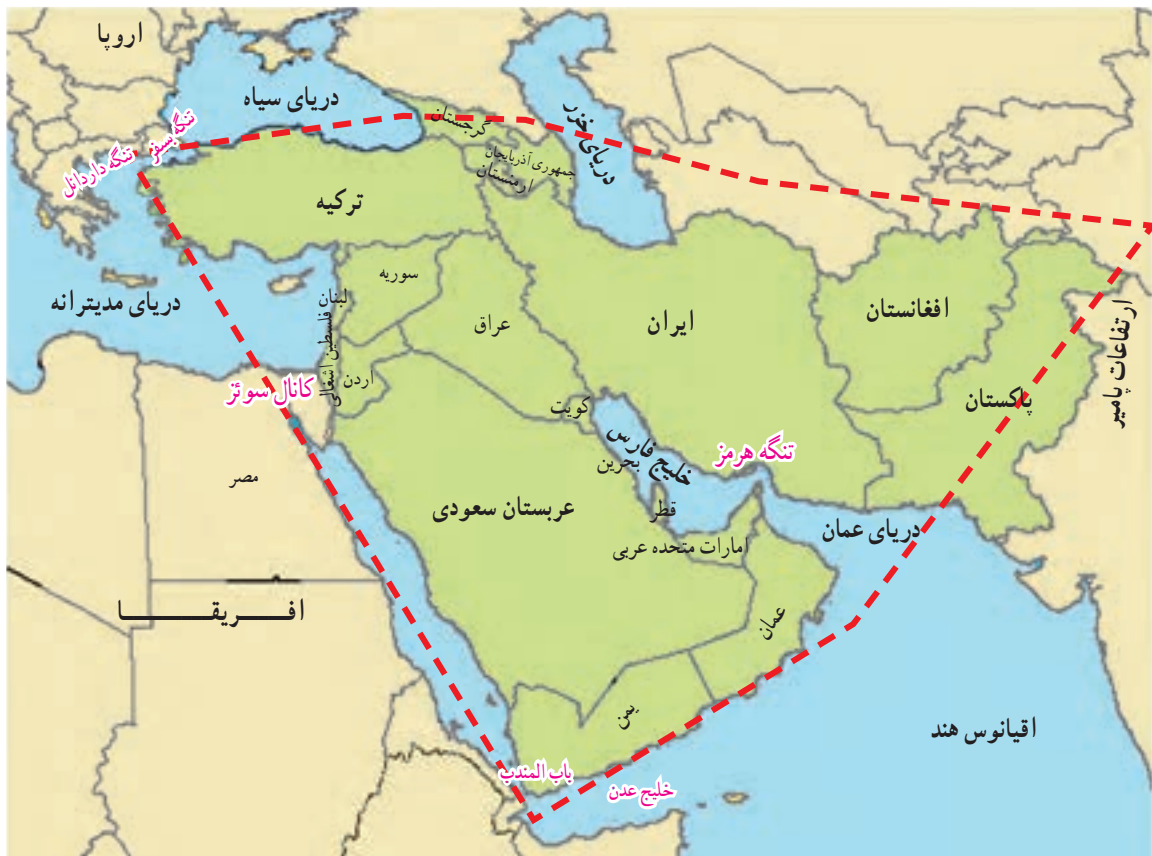 اروپا
دریای سیاه
تنگه بسفر
تنگه داردانل
گرجستان
جمهوری آذربایجان
ارمنستان
دریای خزر
ترکیه
دریای مدیترانه
سوریه
لبنان
فلسطین اشغالی
عراق
اردن
ایران
افغانستان
پاکستان
ارتفاعات پامیر
کانال سوئز
کویت
خلیج فارس
تنگه هرمز
بحرین
قطر
مصر
عربستان سعودی
دریای عمان
امارات متحده عربی
افــریقــــــا
عمان
یمن
اقیانوس هند
باب المندب
خلیج عدن